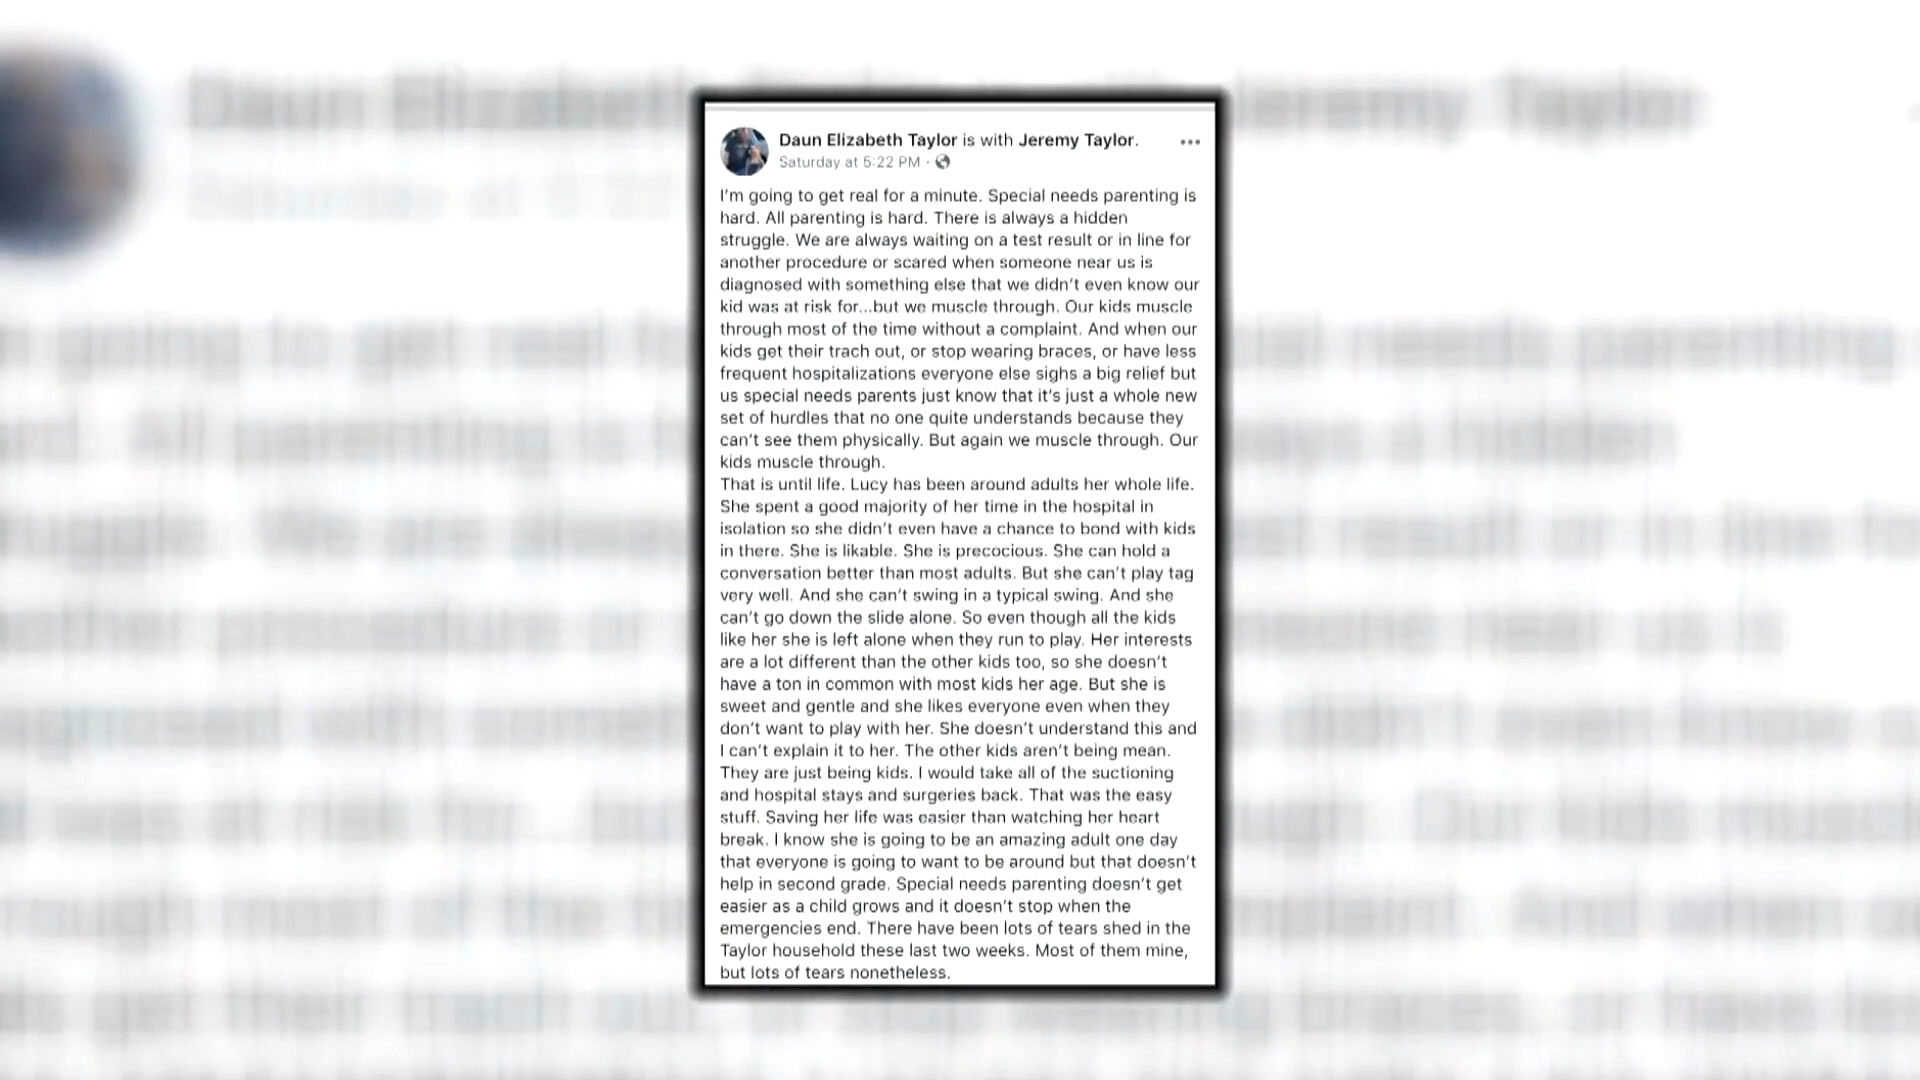 Daun Elizabeth Taylor is with Jeremy Taylor.
Saturday at 5:22 PM ·
I'm going to get real for a minute. Special needs parenting is
hard. All parenting is hard. There is always a hidden
struggle. We are always waiting on a test result or in line for
another procedure or scared when someone near us is
diagnosed with something else that we didn't even know our
kid was at risk for...but we muscle through. Our kids muscle
through most of the time without a complaint. And when our
kids get their trach out, or stop wearing braces, or have less
frequent hospitalizations everyone else sighs a big relief but
us special needs parents just know that it's just a whole new
set of hurdles that no one quite understands because they
can't see them physically. But again we muscle through. Our
kids muscle through.
That is until life. Lucy has been around adults her whole life.
She spent a good majority of her time in the hospital in
isolation so she didn't even have a chance to bond with kids
in there. She is likable. She is precocious. She can hold a
conversation better than most adults. But she can't play tag
very well. And she can't swing in a typical swing. And she
can't go down the slide alone. So even though all the kids
like her she is left alone when they run to play. Her interests
are a lot different than the other kids too, so she doesn't
have a ton in common with most kids her age. But she is
sweet and gentle and she likes everyone even when they
don't want to play with her. She doesn't understand this and
I can't explain it to her. The other kids aren't being mean.
They are just being kids. I would take all of the suctioning
and hospital stays and surgeries back. That was the easy
stuff. Saving her life was easier than watching her heart
break. I know she is going to be an amazing adult one day
that everyone is going to want to be around but that doesn't
help in second grade. Special needs parenting doesn't get
easier as a child grows and it doesn't stop when the
emergencies end. There have been lots of tears shed in the
Taylor household these last two weeks. Most of them mine,
but lots of tears nonetheless.